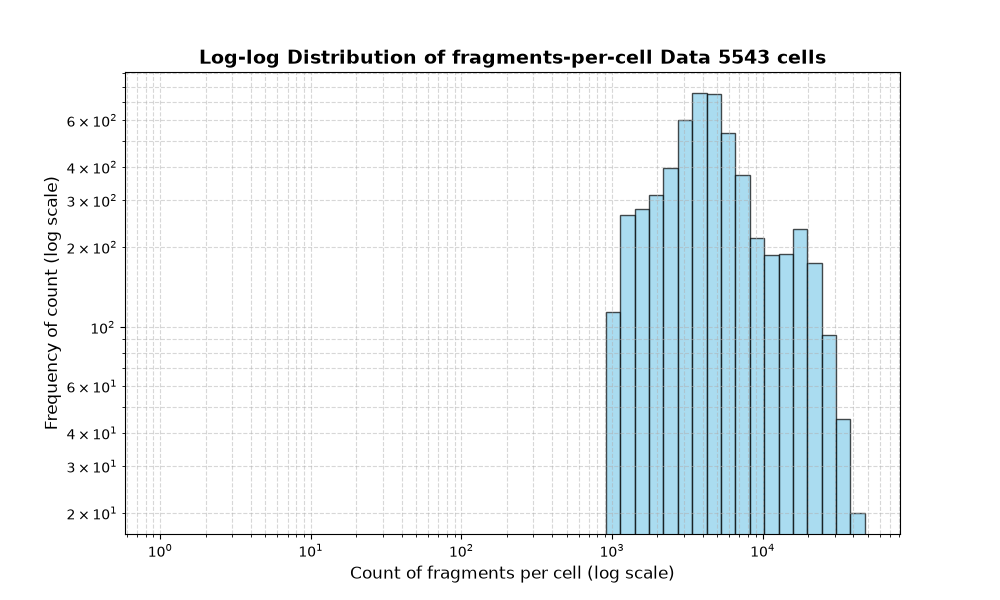 Log-log Distribution of fragments-per-cell Data 5543 cells
Frequency of count (log scale)
6 × 10²
4 × 10²
3 × 10²
2 × 10²
10²
6 × 10¹
4 × 10¹
3 × 10¹
2 × 10¹
10⁰ 10¹ 10² 10³ 10⁴
Count of fragments per cell (log scale)